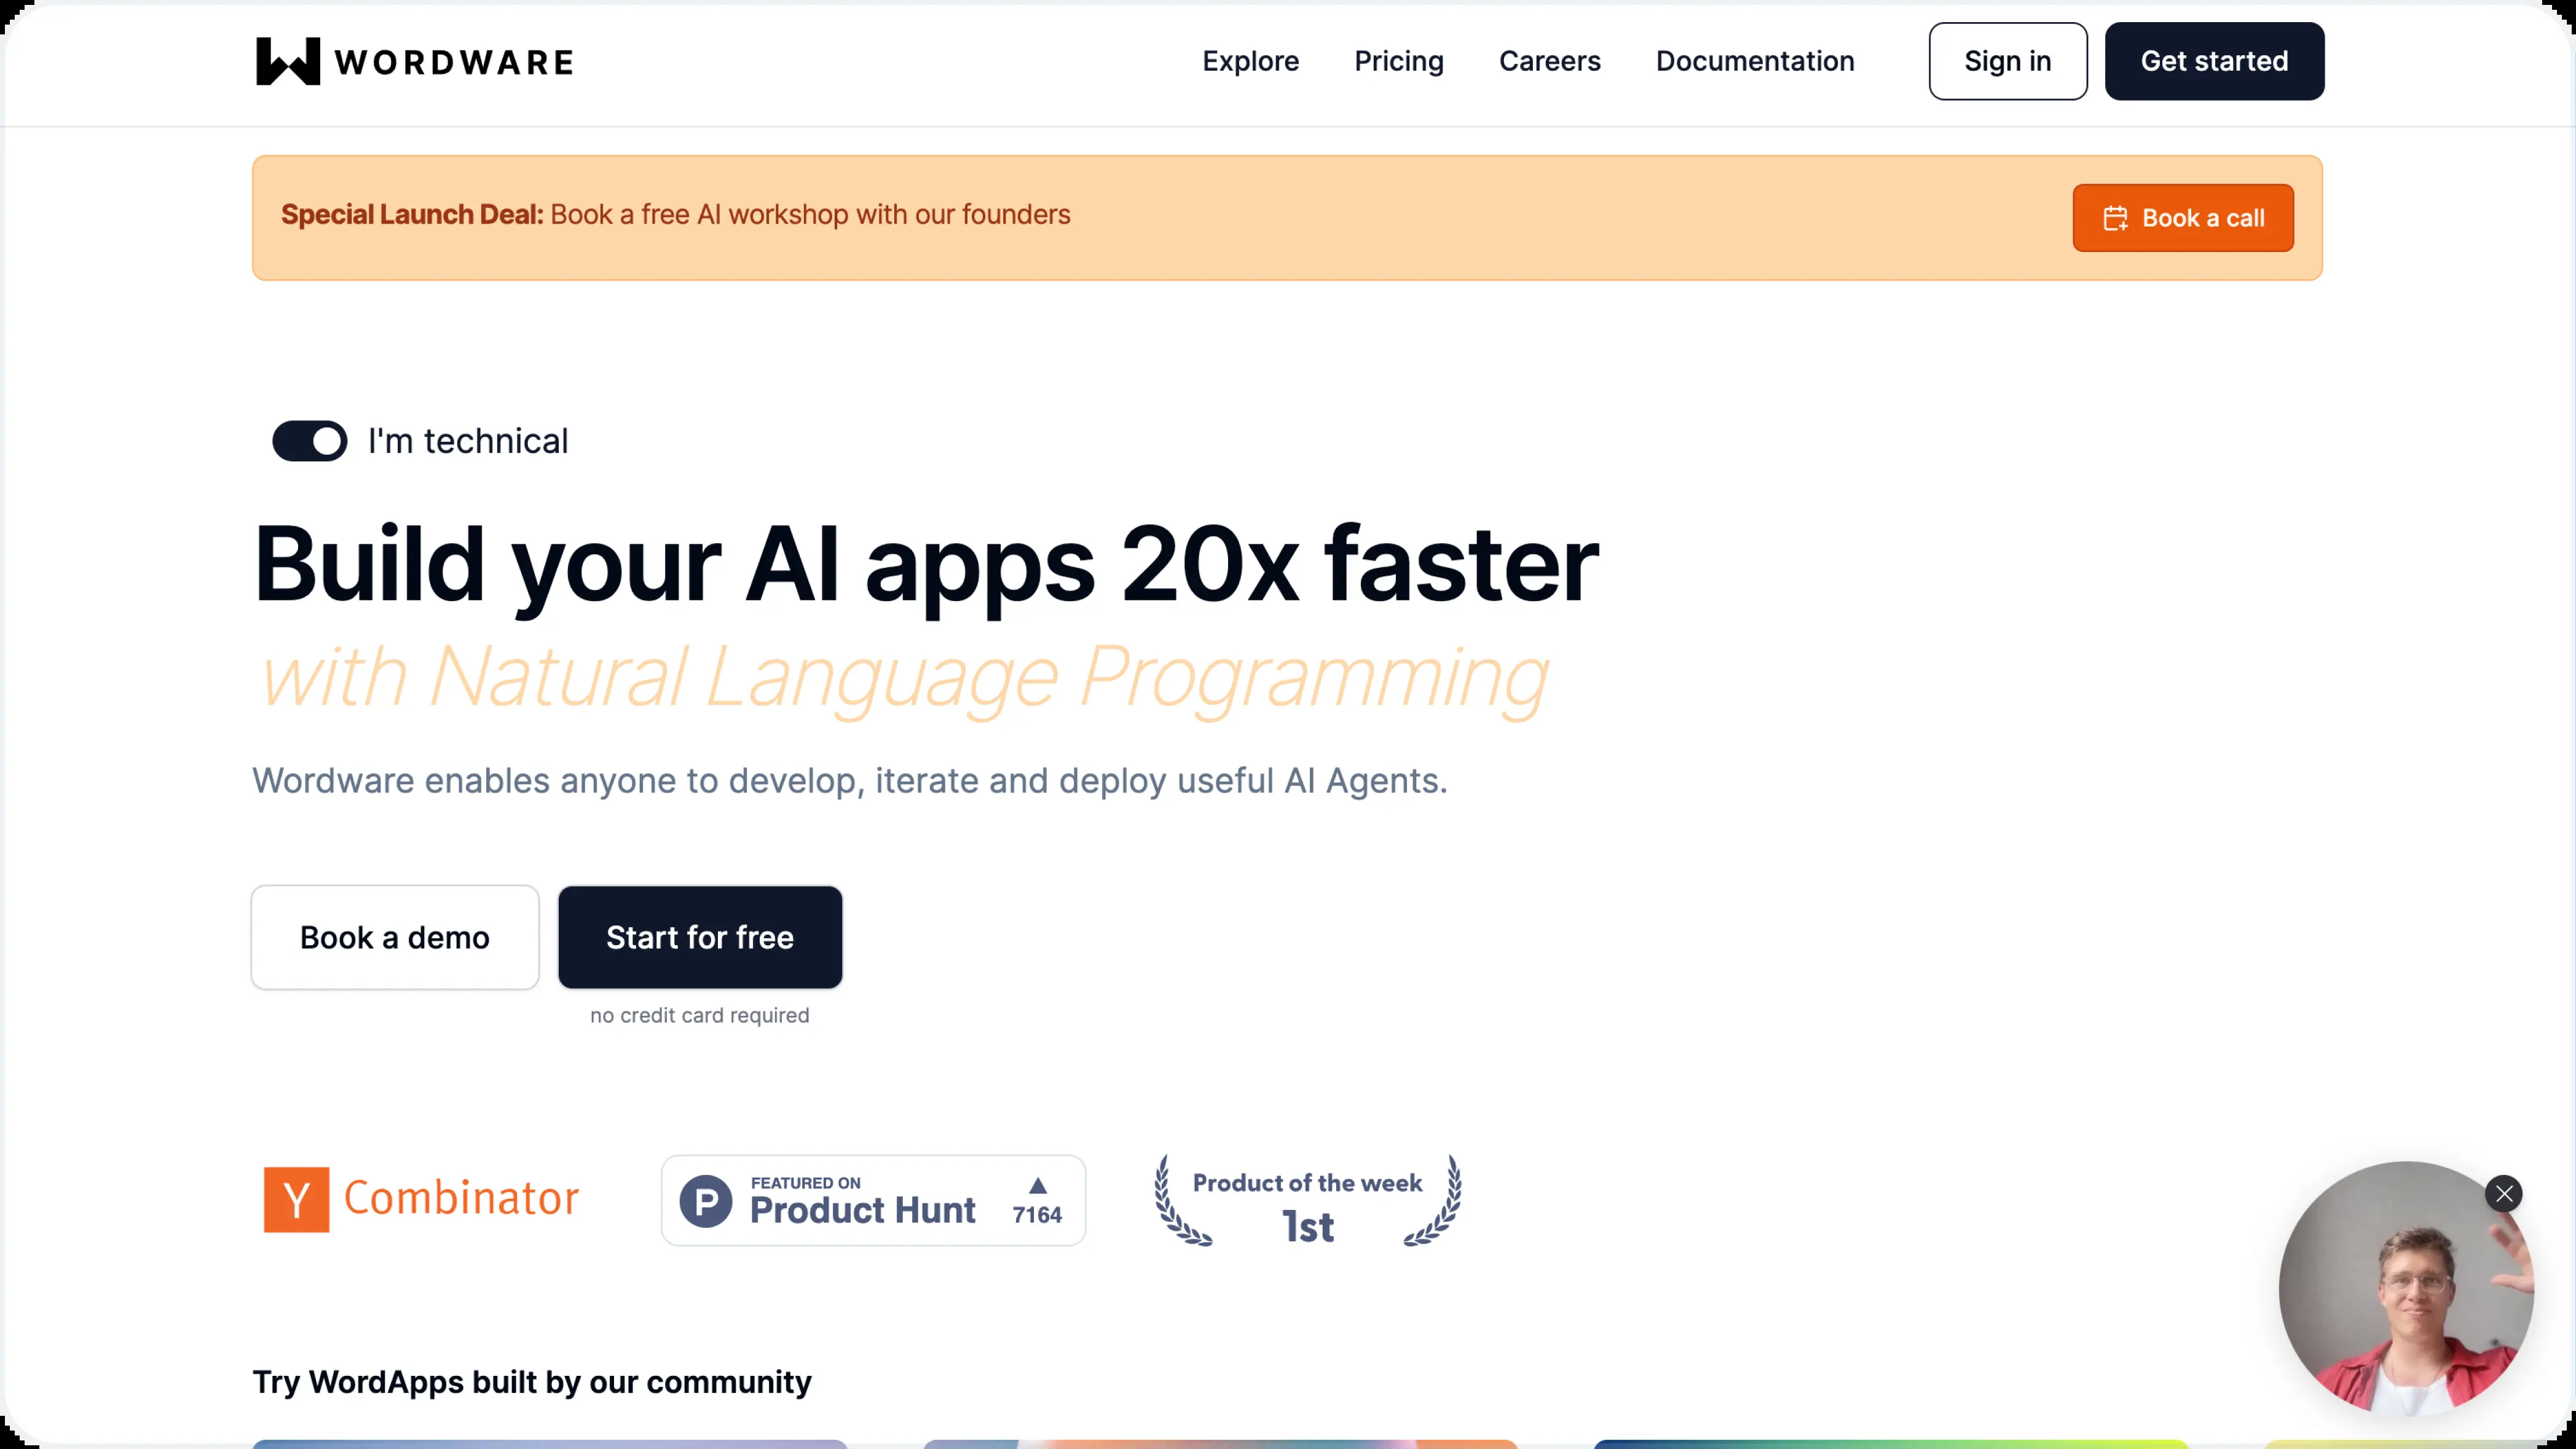 WORDWARE
Explore
Pricing
Careers
Documentation
Sign in
Get started
Special Launch Deal: Book a free AI workshop with our founders
Book a call
I'm technical
Build your AI apps 20x faster
with Natural Language Programming
Wordware enables anyone to develop, iterate and deploy useful AI Agents.
Book a demo
Start for free
no credit card required
Y Combinator
P
FEATURED ON
Product Hunt
7164
Product of the week
1st
Try WordApps built by our community